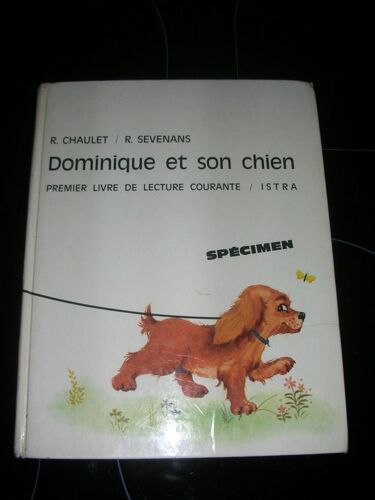 R. CHAULET / R. SEVENANS
Dominique et son chien
PREMIER LIVRE DE LECTURE COURANTE / ISTRA
SPÉCIMEN